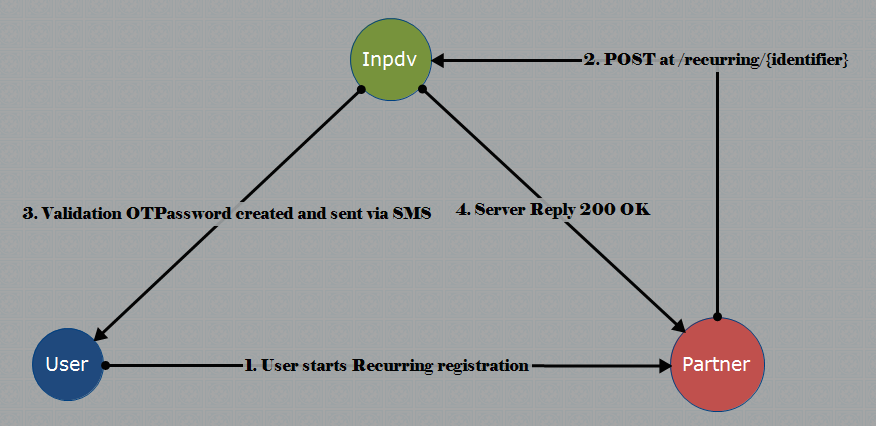 Inpdv
2. POST at /recurring/{identifier}
3. Validation OTPassword created and sent via SMS
4. Server Reply 200 OK
User
1. User starts Recurring registration
Partner